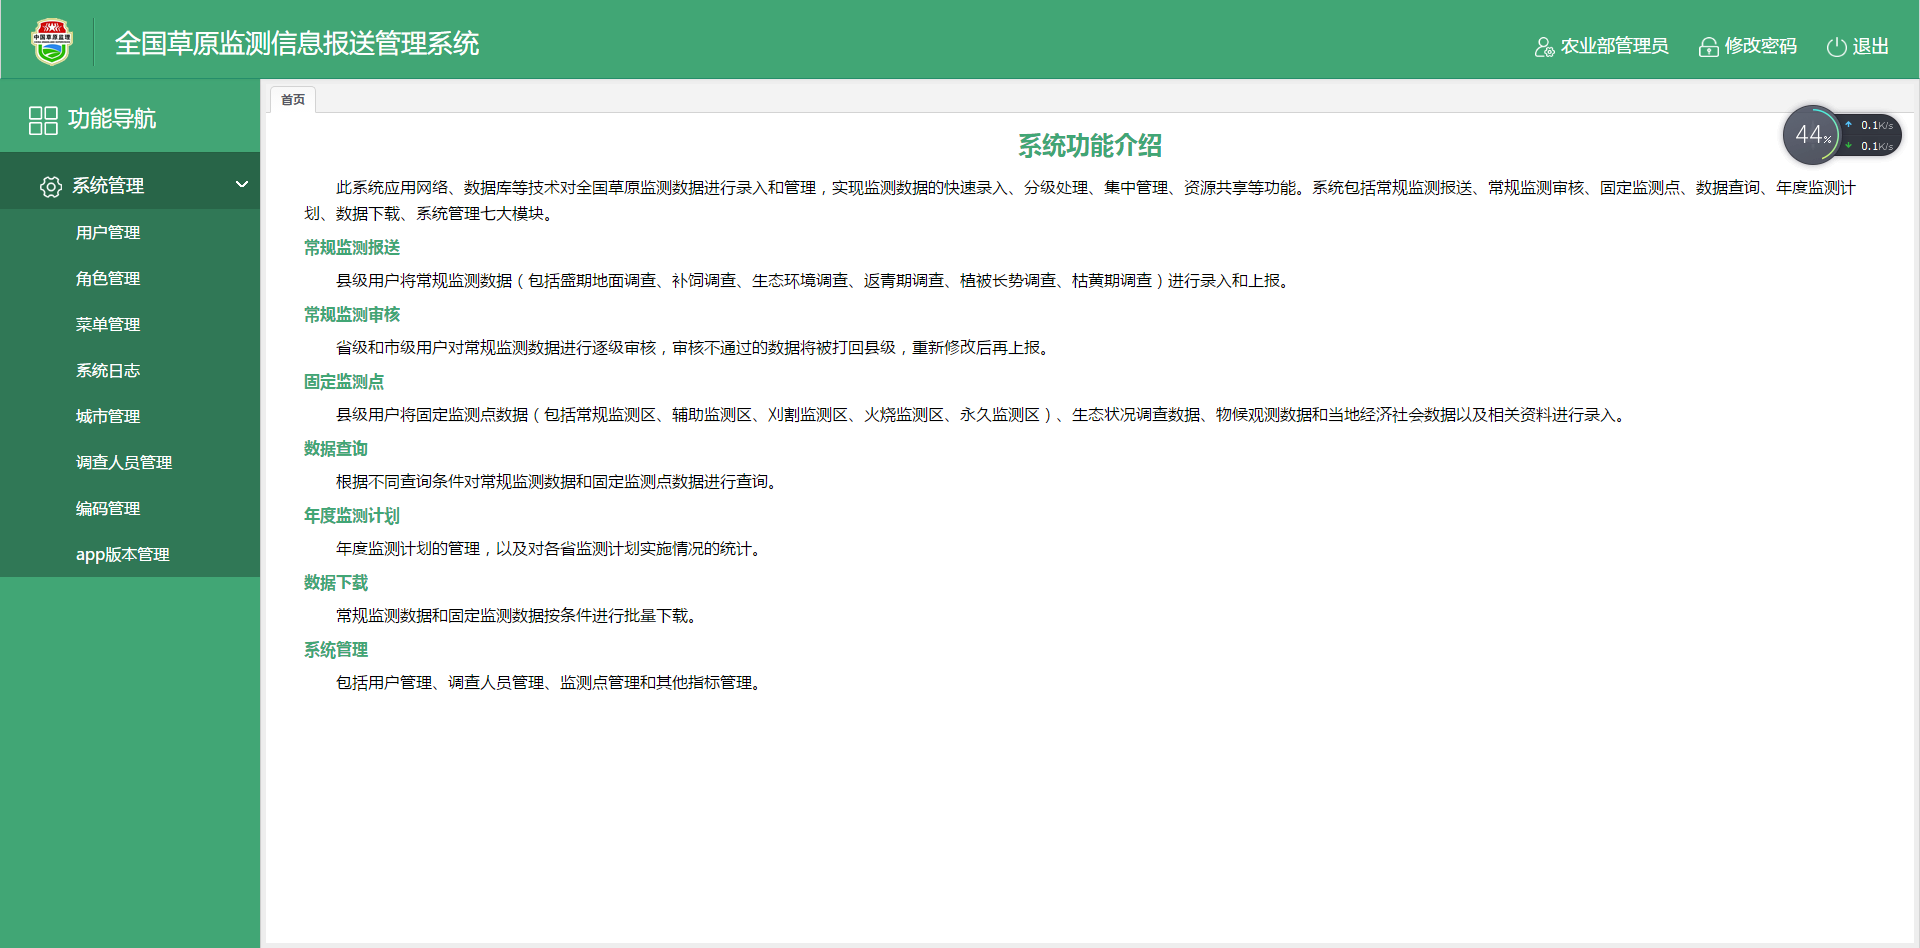 中国草原监理
全国草原监测信息报送管理系统
农业部管理员 修改密码 退出
功能导航
系统管理
用户管理
角色管理
菜单管理
系统日志
城市管理
调查人员管理
编码管理
app版本管理
首页
44% 0.1K/s
0.1K/s
系统功能介绍
此系统应用网络、数据库等技术对全国草原监测数据进行录入和管理，实现监测数据的快速录入、分级处理、集中管理、资源共享等功能。系统包括常规监测报送、常规监测审核、固定监测点、数据查询、年度监测计
划、数据下载、系统管理七大模块。
常规监测报送
县级用户将常规监测数据（包括盛期地面调查、补饲调查、生态环境调查、返青期调查、植被长势调查、枯黄期调查）进行录入和上报。
常规监测审核
省级和市级用户对常规监测数据进行逐级审核，审核不通过的数据将被打回县级，重新修改后再上报。
固定监测点
县级用户将固定监测点数据（包括常规监测区、辅助监测区、刈割监测区、火烧监测区、永久监测区）、生态状况调查数据、物候观测数据和当地经济社会数据以及相关资料进行录入。
数据查询
根据不同查询条件对常规监测数据和固定监测点数据进行查询。
年度监测计划
年度监测计划的管理，以及对各省监测计划实施情况的统计。
数据下载
常规监测数据和固定监测数据按条件进行批量下载。
系统管理
包括用户管理、调查人员管理、监测点管理和其他指标管理。